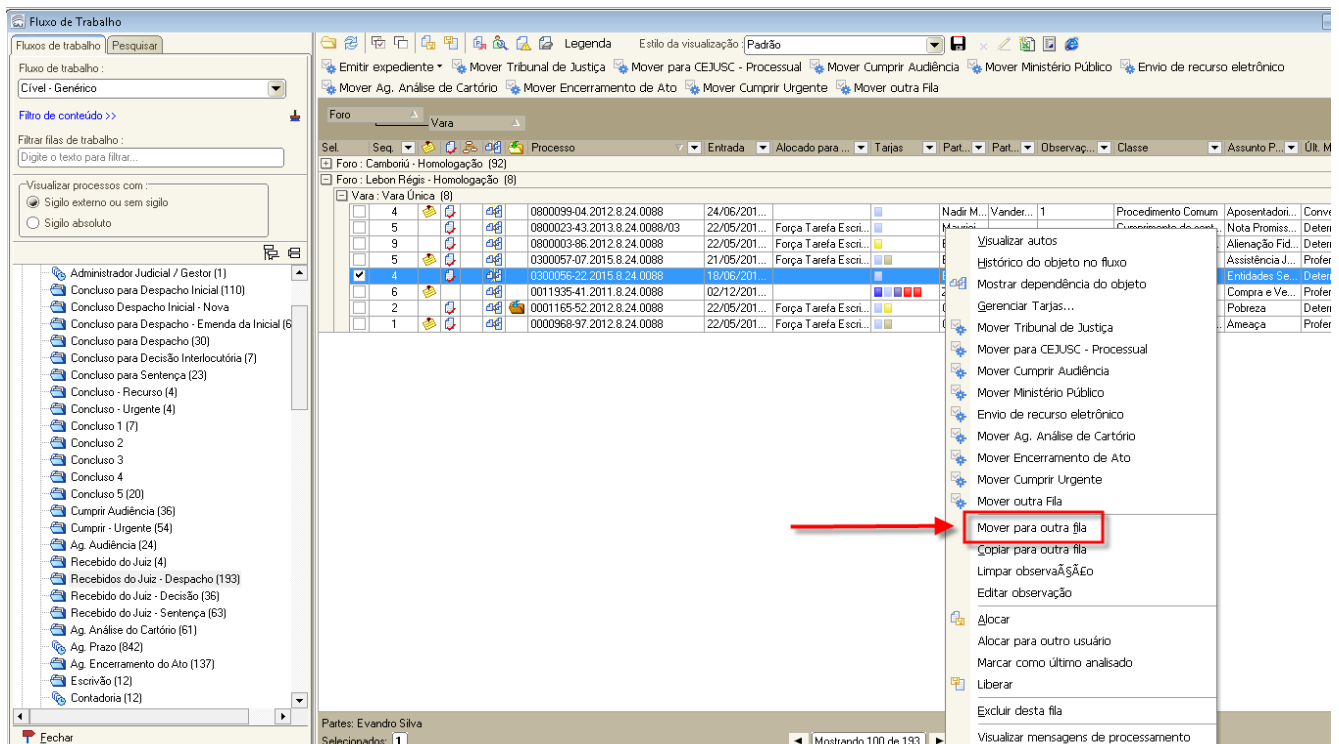 Fluxo de Trabalho
Fluxos de trabalho Pesquisar
Fluxo de trabalho :
Cível - Genérico
Filtro de conteúdo >>
Filtrar filas de trabalho :
Digite o texto para filtrar...
Visualizar processos com :
Sigilo externo ou sem sigilo
Sigilo absoluto
Administrador Judicial / Gestor (1)
Concluso para Despacho Inicial (110)
Concluso Despacho Inicial - Nova
Concluso para Despacho - Emenda da Inicial (6
Concluso para Despacho (30)
Concluso para Decisão Interlocutória (7)
Concluso para Sentença (23)
Concluso - Recurso (4)
Concluso - Urgente (4)
Concluso 1 (7)
Concluso 2
Concluso 3
Concluso 4
Concluso 5 (20)
Cumprir Audiência (36)
Cumprir - Urgente (54)
Ag. Audiência (24)
Recebido do Juiz (4)
Recebidos do Juiz - Despacho (193)
Recebido do Juiz - Decisão (36)
Recebido do Juiz - Sentença (63)
Ag. Análise do Cartório (61)
Ag. Prazo (842)
Ag. Encerramento do Ato (137)
Escrivão (12)
Contadoria (12)
Fechar
Legenda Estilo da visualização : Padrão
Emitir expediente Mover Tribunal de Justiça Mover para CEJUSC - Processual Mover Cumprir Audiência Mover Ministério Público Envio de recurso eletrônico
Mover Ag. Análise de Cartório Mover Encerramento de Ato Mover Cumprir Urgente Mover outra Fila
Foro
Vara
Sel. Seq. Processo Entrada Alocado para ... Tarjas Part... Part... Observaç... Classe Assunto P... Últ. M
Foro : Camboriú - Homologação (92)
Foro : Lebon Régis - Homologação (8)
Vara : Vara Única (8)
4 0800099-04.2012.8.24.0088 24/06/201... Nadir M... Vander... 1 Procedimento Comum Aposentadori... Conve
5 0800023-43.2013.8.24.0088/03 22/05/201... Força Tarefa Escri... Nota Promiss... Deterr
9 0800003-86.2012.8.24.0088 22/05/201... Força Tarefa Escri... Alienação Fid... Deterr
5 0300057-07.2015.8.24.0088 21/05/201... Força Tarefa Escri... Assistência J... Profer
4 0300056-22.2015.8.24.0088 18/06/201... Entidades Se... Deterr
6 0011935-41.2011.8.24.0088 02/12/201... Compra e Ve... Profer
2 0001165-52.2012.8.24.0088 22/05/201... Força Tarefa Escri... Pobreza Deterr
1 0000968-97.2012.8.24.0088 22/05/201... Força Tarefa Escri... Ameaça Profer
Visualizar autos
Histórico do objeto no fluxo
Mostrar dependência do objeto
Gerenciar Tarjas...
Mover Tribunal de Justiça
Mover para CEJUSC - Processual
Mover Cumprir Audiência
Mover Ministério Público
Envio de recurso eletrônico
Mover Ag. Análise de Cartório
Mover Encerramento de Ato
Mover Cumprir Urgente
Mover outra Fila
Mover para outra fila
Copiar para outra fila
Limpar observaÃ§Ã£o
Editar observação
Alocar
Alocar para outro usuário
Marcar como último analisado
Liberar
Excluir desta fila
Visualizar mensagens de processamento
Partes: Evandro Silva
Selecionados: 1
Mostrando 100 de 193